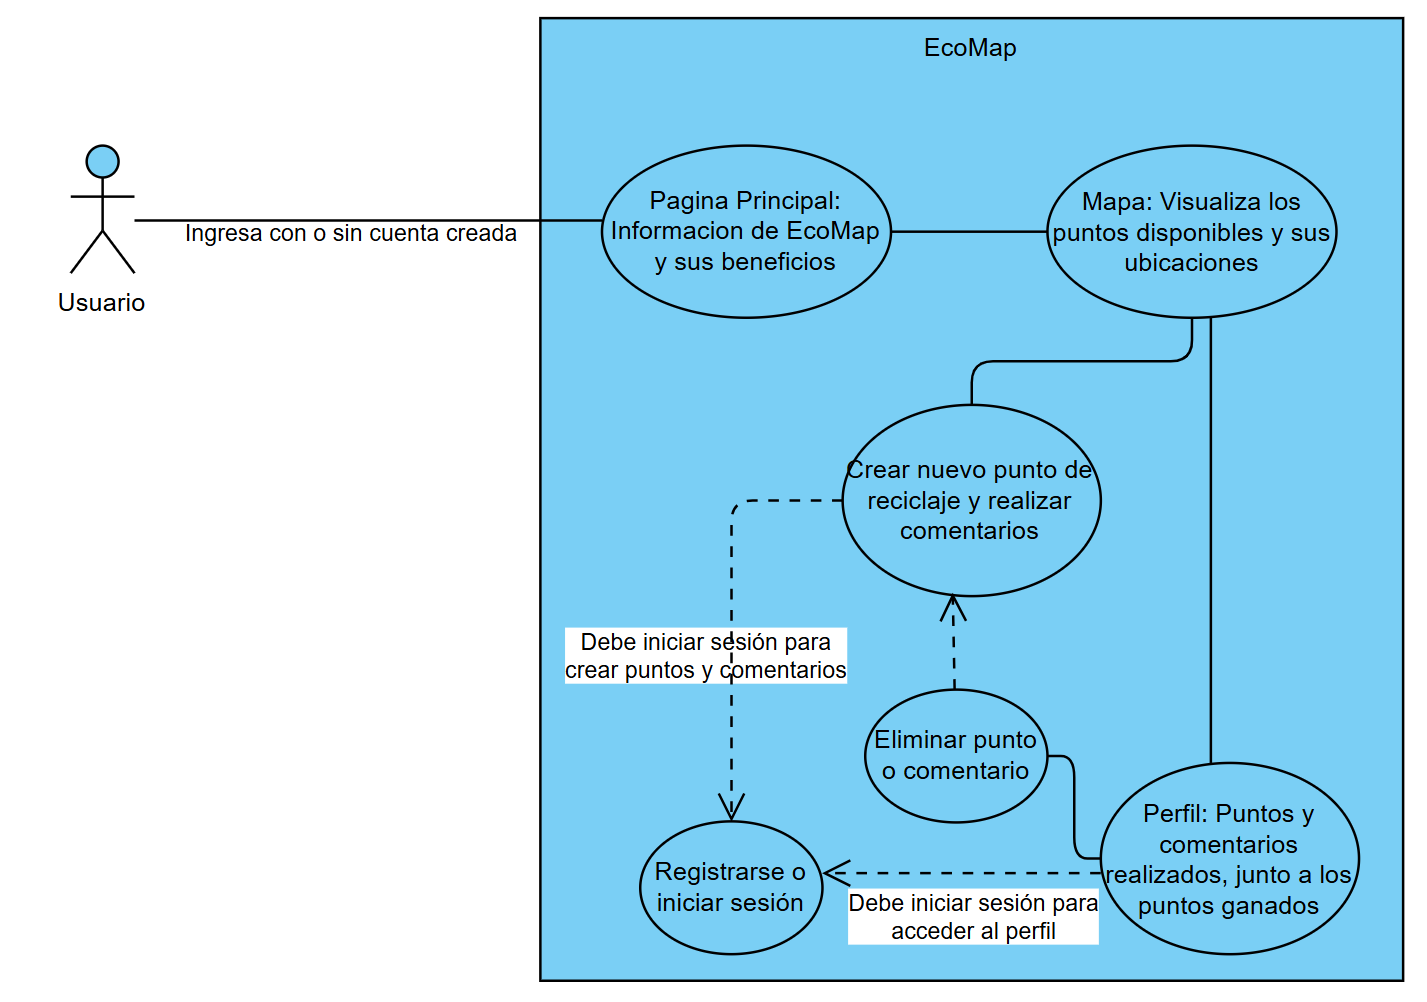 EcoMap
Pagina Principal:
Informacion de EcoMap
y sus beneficios
Mapa: Visualiza los
puntos disponibles y sus
ubicaciones
Ingresa con o sin cuenta creada
Usuario
Crear nuevo punto de
reciclaje y realizar
comentarios
Debe iniciar sesión para
crear puntos y comentarios
Eliminar punto
o comentario
Perfil: Puntos y
comentarios
realizados, junto a los
puntos ganados
Registrarse o
iniciar sesión
Debe iniciar sesión para
acceder al perfil